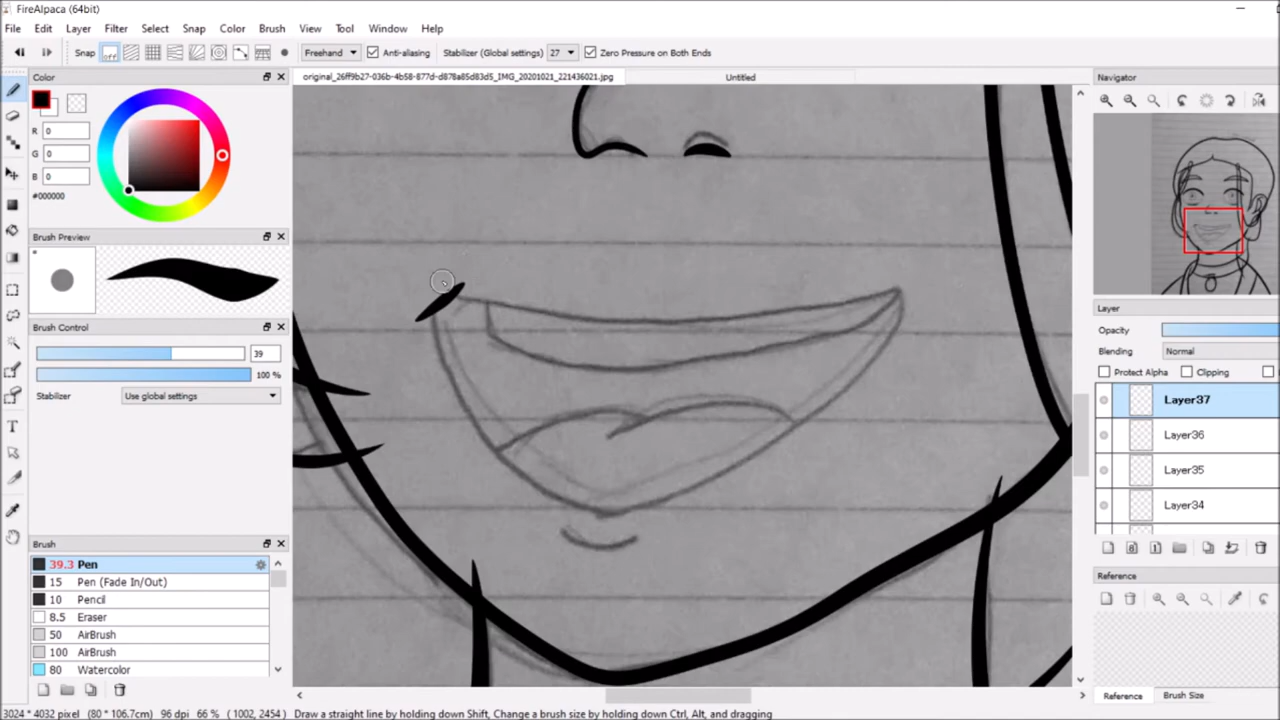 FireAlpaca (64bit)
File Edit Layer Filter Select Snap Color Brush View Tool Window Help
Snap off Freehand Anti-aliasing Stabilizer (Global settings) 27 Zero Pressure on Both Ends
Color
original_26ff9b27-036b-4b58-877d-d878a85d83d5_IMG_20201021_221436021.jpg
Untitled
Navigator
R 0
G 0
B 0
#000000
Brush Preview
Brush Control
39
100 %
Stabilizer Use global settings
Layer
Opacity
Blending Normal
Protect Alpha Clipping
Layer37
Layer36
Layer35
Layer34
Brush
39.3 Pen
15 Pen (Fade In/Out)
10 Pencil
8.5 Eraser
50 AirBrush
100 AirBrush
80 Watercolor
Reference
Reference Brush Size
3024 * 4032 pixel (80 * 106.7cm) 96 dpi 66 % ( 1002, 2454 ) Draw a straight line by holding down Shift, Change a brush size by holding down Ctrl, Alt, and dragging